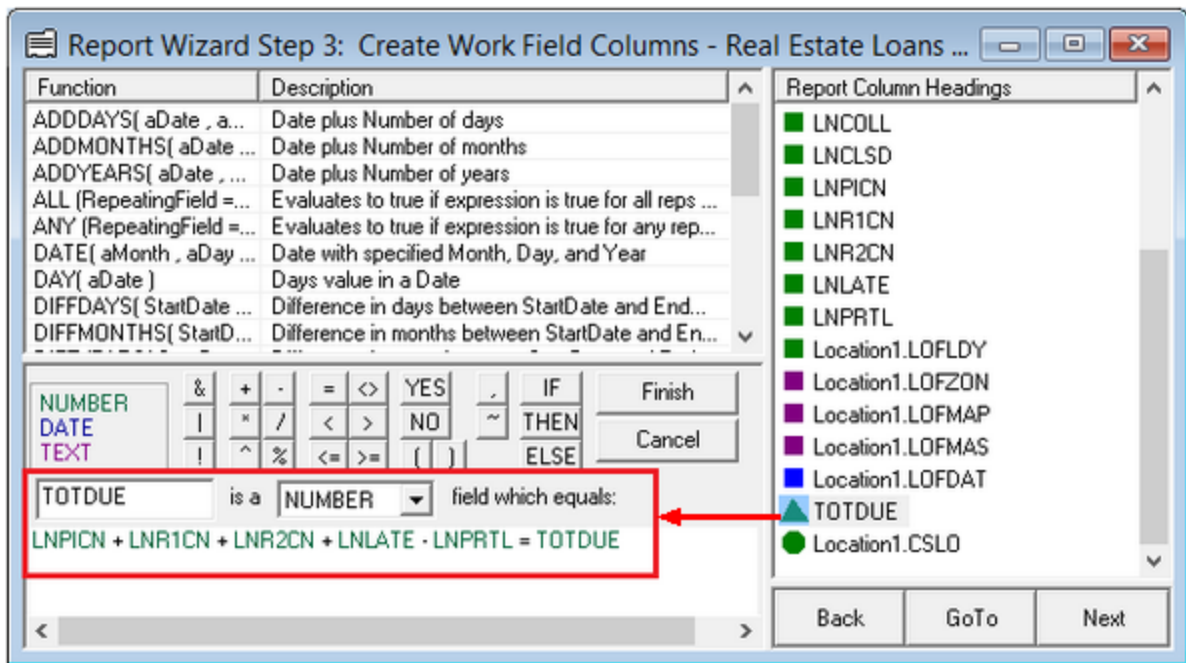 Report Wizard Step 3: Create Work Field Columns - Real Estate Loans ...
Function Description
ADDDAYS( aDate , a... Date plus Number of days
ADDMONTHS( aDate ... Date plus Number of months
ADDYEARS( aDate , ... Date plus Number of years
ALL (RepeatingField =... Evaluates to true if expression is true for all reps ...
ANY (RepeatingField =... Evaluates to true if expression is true for any rep...
DATE( aMonth , aDay ... Date with specified Month, Day, and Year
DAY( aDate ) Days value in a Date
DIFFDAYS( StartDate ... Difference in days between StartDate and End...
DIFFMONTHS( StartD... Difference in months between StartDate and En...
NUMBER
DATE
TEXT
& + - = <> YES , IF
| * / < > NO ~ THEN
! ^ % <= >= ( ) ELSE
Finish
Cancel
TOTDUE is a NUMBER field which equals:
LNPICN + LNR1CN + LNR2CN + LNLATE - LNPRTL = TOTDUE
Report Column Headings
LNCOLL
LNCLSD
LNPICN
LNR1CN
LNR2CN
LNLATE
LNPRTL
Location1.LOFLDY
Location1.LOFZON
Location1.LOFMAP
Location1.LOFMAS
Location1.LOFDAT
TOTDUE
Location1.CSLO
Back GoTo Next